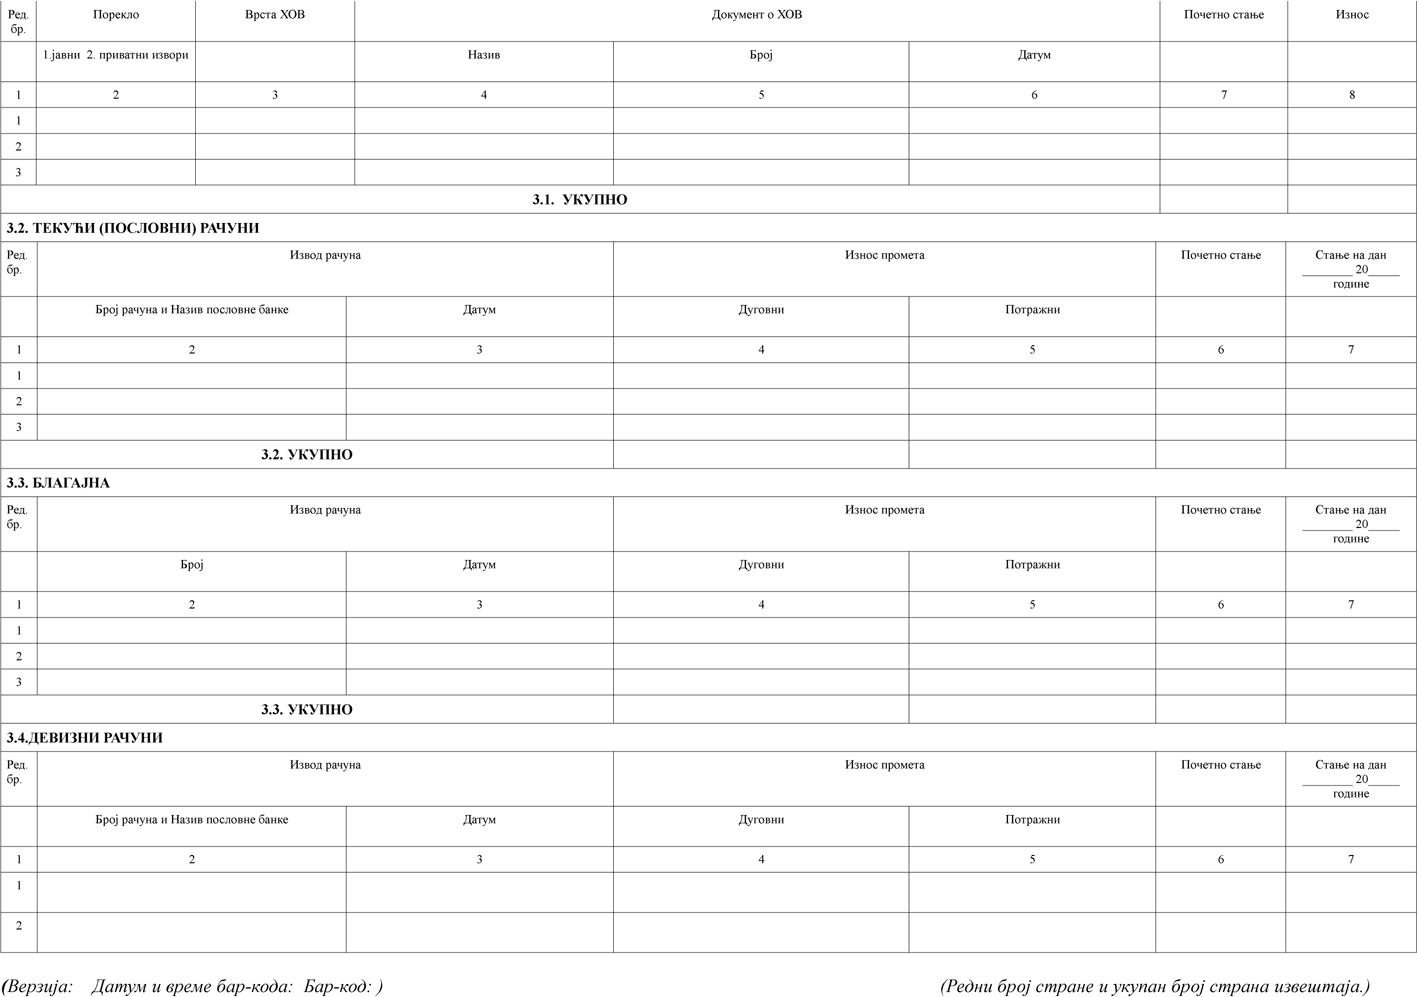 Ред. бр. Порекло Врста ХОВ Документ о ХОВ Почетно стање Износ
1.јавни 2. приватни извори Назив Број Датум
1 2 3 4 5 6 7 8
1
2
3
3.1. УКУПНО
3.2. ТЕКУЋИ (ПОСЛОВНИ) РАЧУНИ
Ред. бр. Извод рачуна Износ промета Почетно стање Стање на дан ________ 20_____ године
Број рачуна и Назив пословне банке Датум Дуговни Потражни
1 2 3 4 5 6 7
1
2
3
3.2. УКУПНО
3.3. БЛАГАЈНА
Ред. бр. Извод рачуна Износ промета Почетно стање Стање на дан ________ 20_____ године
Број Датум Дуговни Потражни
1 2 3 4 5 6 7
1
2
3
3.3. УКУПНО
3.4.ДЕВИЗНИ РАЧУНИ
Ред. бр. Извод рачуна Износ промета Почетно стање Стање на дан ________ 20_____ године
Број рачуна и Назив пословне банке Датум Дуговни Потражни
1 2 3 4 5 6 7
1
2
(Верзија: Датум и време бар-кода: Бар-код: ) (Редни број стране и укупан број страна извештаја.)